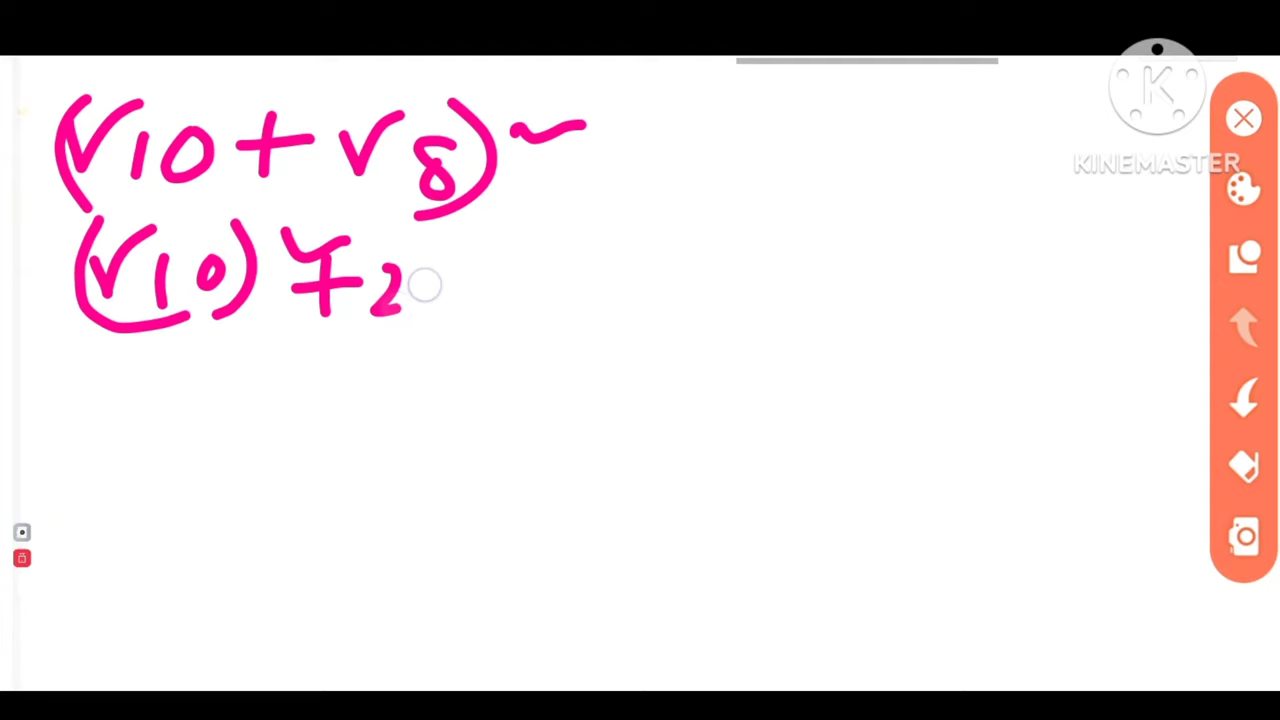 (√10 + √8)²
(√10)² + 2
KINEMASTER